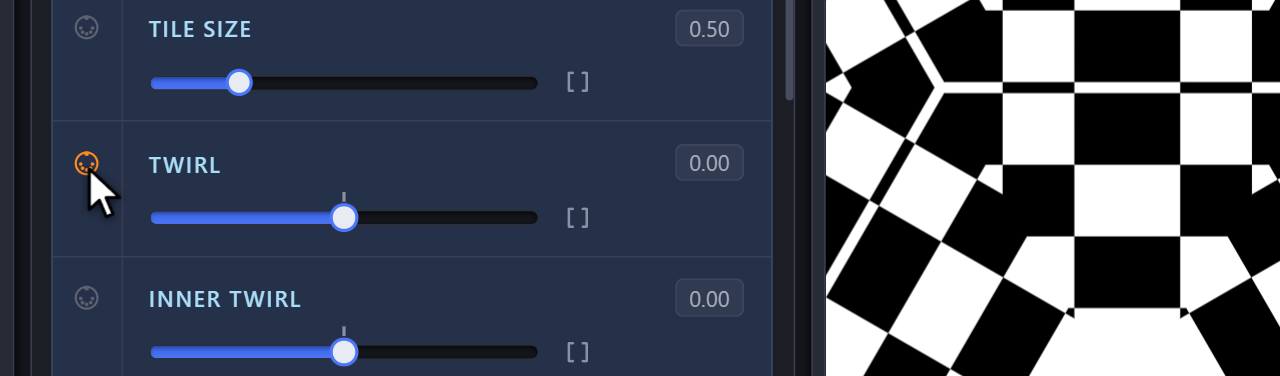 TILE SIZE 0.50
[ ]
TWIRL 0.00
[ ]
INNER TWIRL 0.00
[ ]